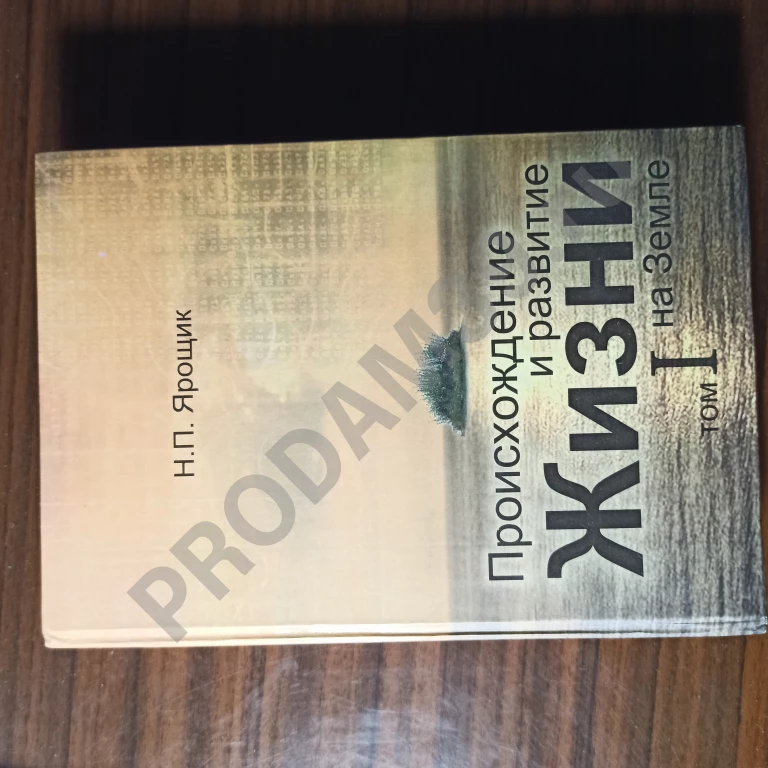 Н.П. Ярощик
Происхождение
и развитие
Жизни
на Земле
том I
PRODAM